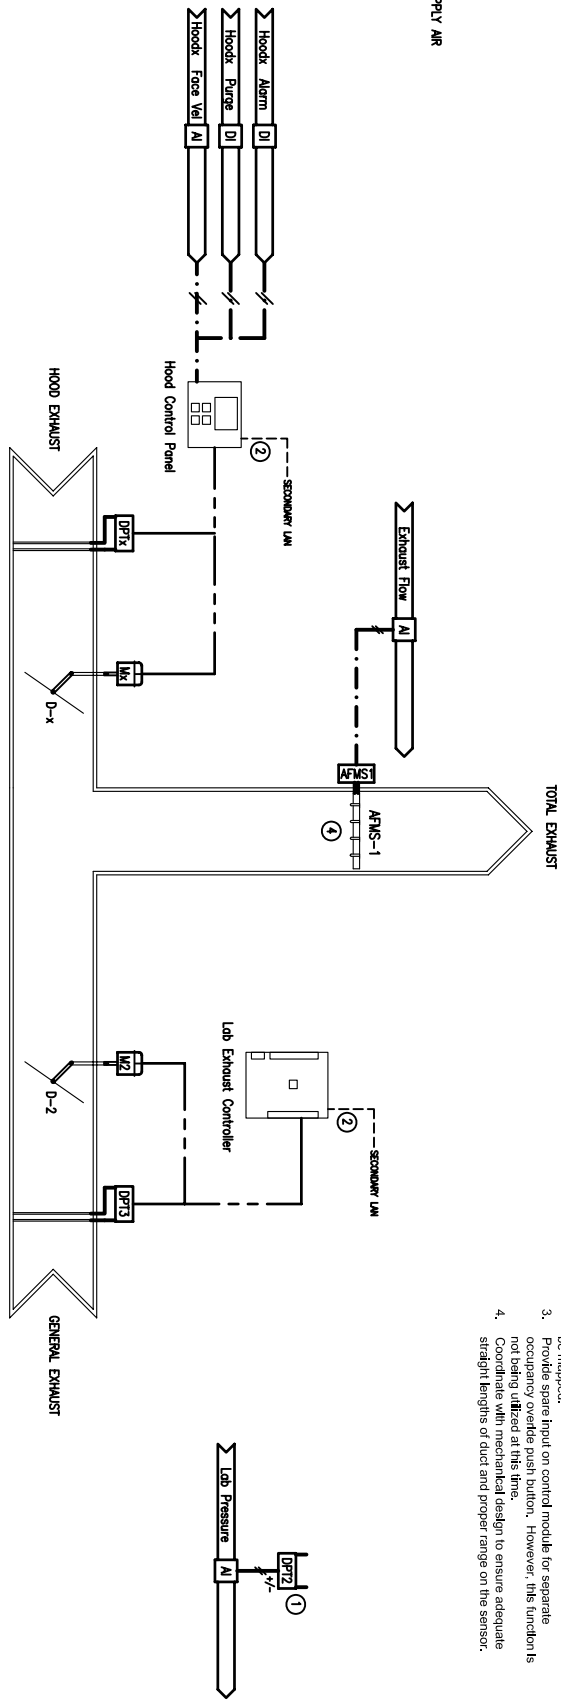 PPLY AIR
Hoodx Alarm
DI
Hoodx Purge
DI
Hoodx Face Vel
AI
Hood Control Panel
2
SECONDARY LAN
HOOD EXHAUST
DPTx
Mx
D-x
Exhaust Flow
AI
AFMS1
AFMS-1
4
TOTAL EXHAUST
Lab Exhaust Controller
2
SECONDARY LAN
M2
D-2
DPT3
GENERAL EXHAUST
Lab Pressure
AI
+/-
DPT2
1
be mapped.
3. Provide spare input on control module for separate
occupancy override push button. However, this function is
not being utilized at this time.
4. Coordinate with mechanical design to ensure adequate
straight lengths of duct and proper range on the sensor.